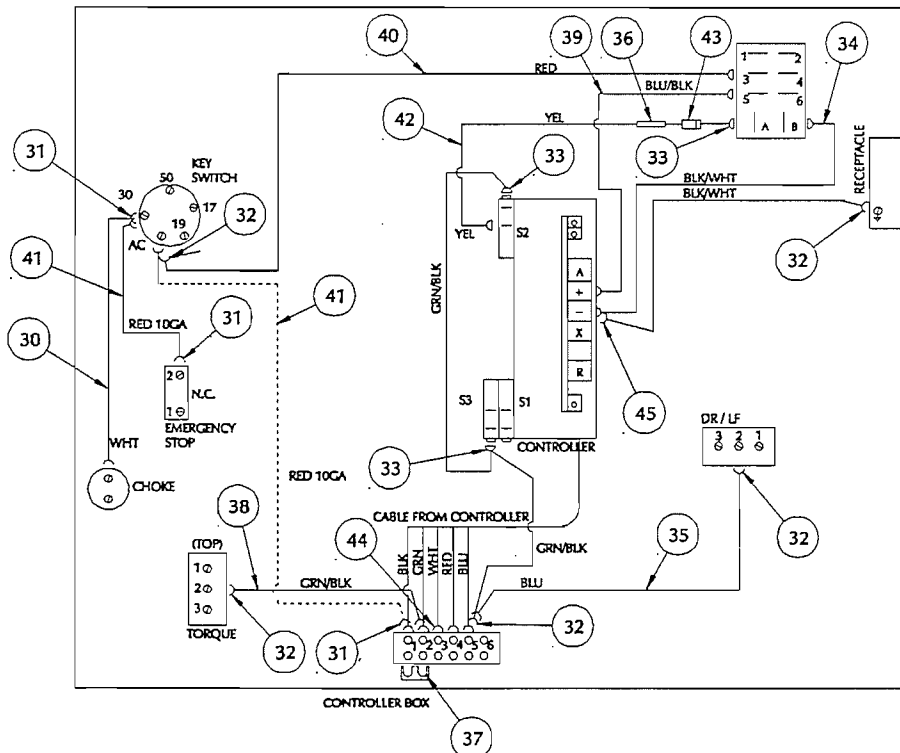 40
39
36
43
34
RED
1
2
BLU/BLK
3
4
5
6
YEL
A
B
42
33
31
KEY
SWITCH
50
33
BLK/WHT
BLK/WHT
RECEPTACLE
30
17
32
19
AC
YEL
S2
32
GRN/BLK
A
+
−
X
R
41
41
RED 10GA
31
30
2
N.C.
1
EMERGENCY
STOP
S3
S1
45
DR / LF
3 2 1
CONTROLLER
WHT
33
RED 10GA
CHOKE
38
CABLE FROM CONTROLLER
32
44
35
(TOP)
BLK
GRN
WHT
RED
BLU
GRN/BLK
1
2
3
GRN/BLK
BLU
TORQUE
32
31
32
1 2 3 4 5 6
CONTROLLER BOX
37